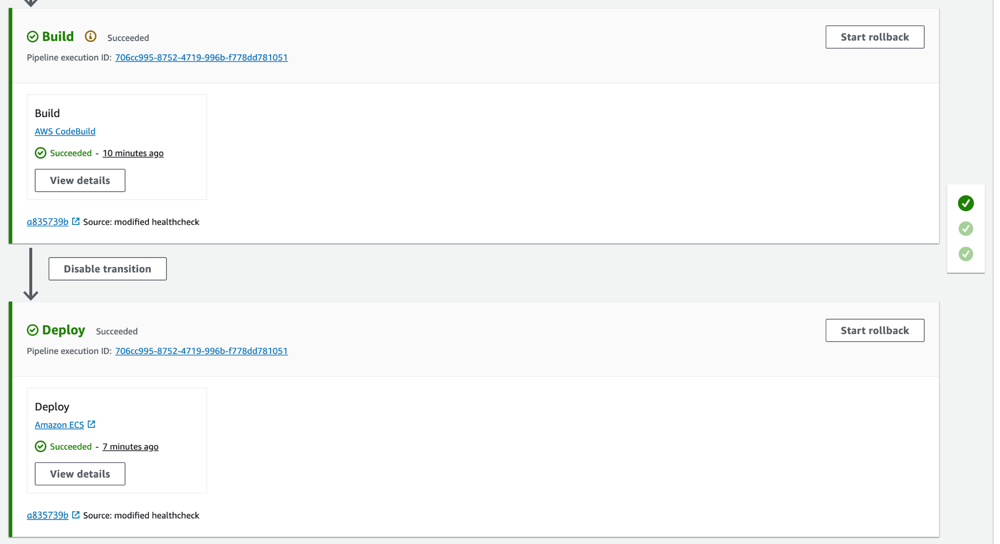 Build Succeeded
Start rollback
Pipeline execution ID: 706cc995-8752-4719-996b-f778dd781051
Build
AWS CodeBuild
Succeeded - 10 minutes ago
View details
a835739b Source: modified healthcheck
Disable transition
Deploy Succeeded
Start rollback
Pipeline execution ID: 706cc995-8752-4719-996b-f778dd781051
Deploy
Amazon ECS
Succeeded - 7 minutes ago
View details
a835739b Source: modified healthcheck